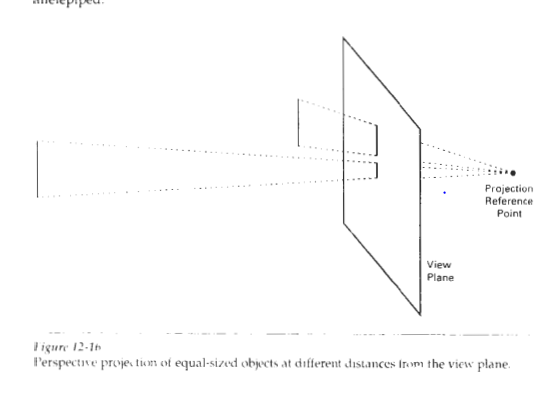 allelepiped.
Projection
Reference
Point
View
Plane
Figure 12-16
Perspective projection of equal-sized objects at different distances from the view plane.